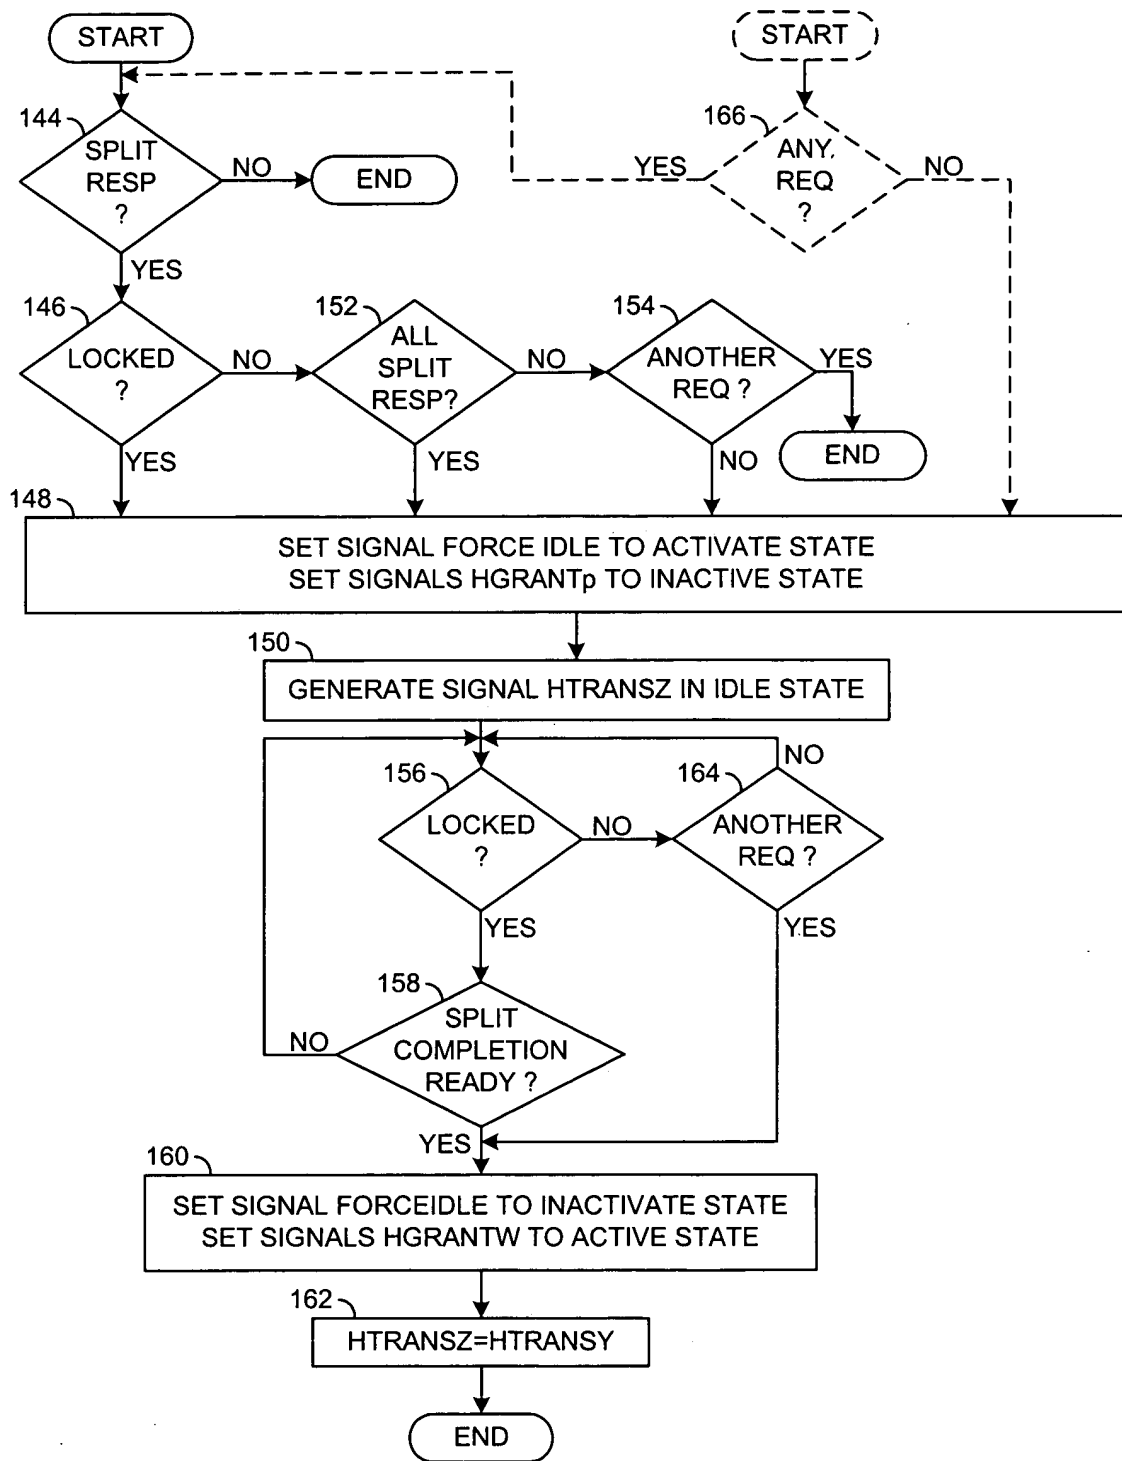 START
START
144
SPLIT
RESP
?
NO
END
YES
166
ANY
REQ
?
NO
YES
146
LOCKED
?
NO
152
ALL
SPLIT
RESP?
NO
154
ANOTHER
REQ ?
YES
END
YES
YES
NO
148
SET SIGNAL FORCE IDLE TO ACTIVATE STATE
SET SIGNALS HGRANTp TO INACTIVE STATE
150
GENERATE SIGNAL HTRANSZ IN IDLE STATE
NO
156
LOCKED
?
NO
164
ANOTHER
REQ ?
YES
YES
158
SPLIT
COMPLETION
READY ?
NO
YES
160
SET SIGNAL FORCEIDLE TO INACTIVATE STATE
SET SIGNALS HGRANTW TO ACTIVE STATE
162
HTRANSZ=HTRANSY
END